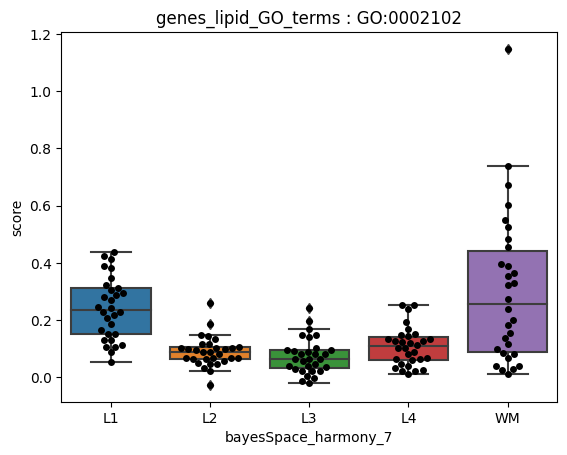 genes_lipid_GO_terms : GO:0002102
1.2
1.0
0.8
0.6
0.4
0.2
0.0
score
L1 L2 L3 L4 WM
bayesSpace_harmony_7